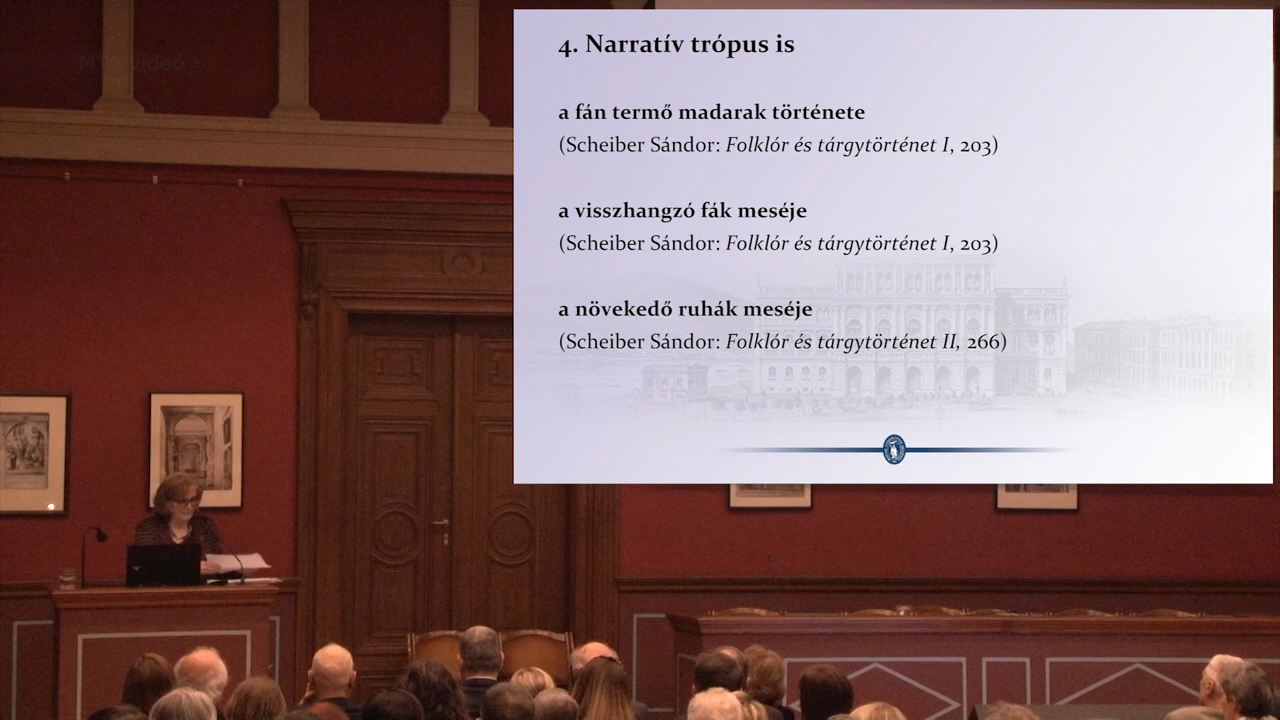 4. Narratív trópus is
a fán termő madarak története
(Scheiber Sándor: Folklór és tárgytörténet I, 203)
a visszhangzó fák meséje
(Scheiber Sándor: Folklór és tárgytörténet I, 203)
a növekedő ruhák meséje
(Scheiber Sándor: Folklór és tárgytörténet II, 266)